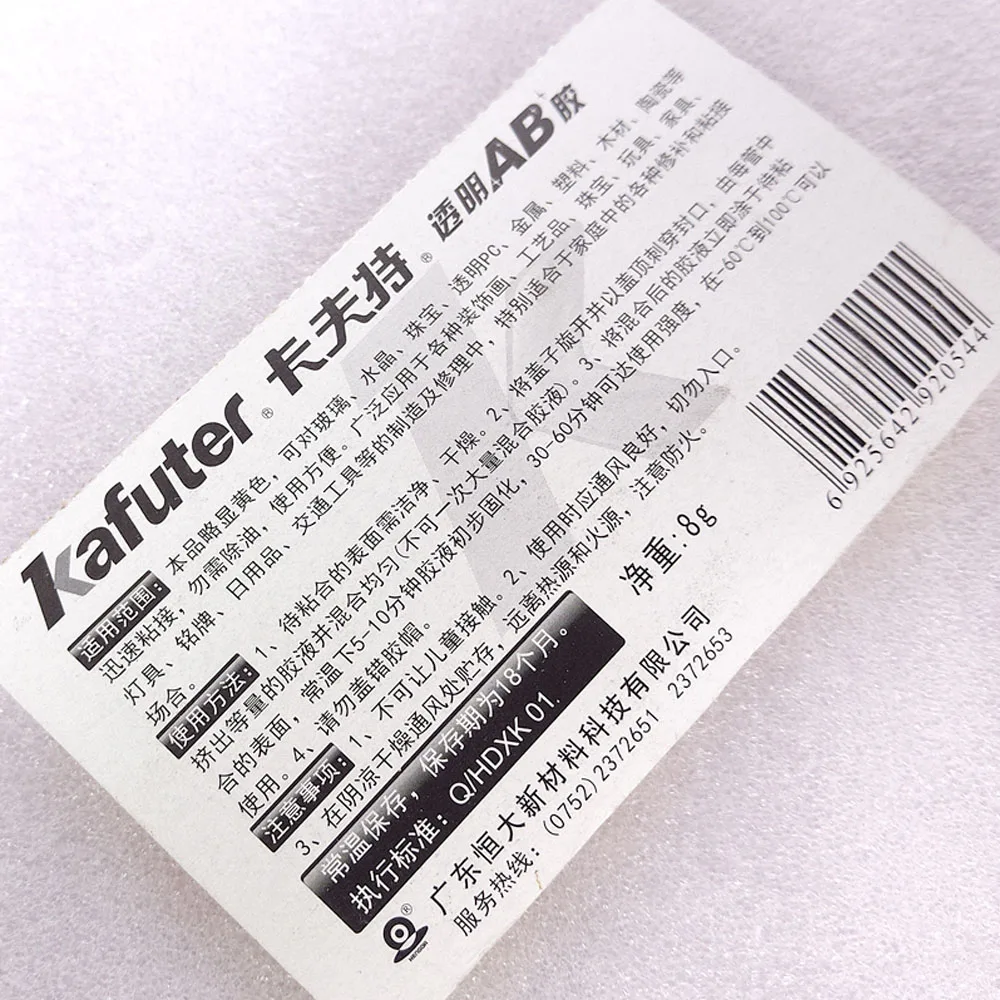 Kafuter® 卡夫特® 透明AB胶
适用范围：本品略显黄色，可对玻璃、水晶、珠宝、透明PC、金属、塑料、木材、陶瓷等
迅速粘接，勿需除油，使用方便。广泛应用于各种装饰画、工艺品、珠宝、玩具、家具、
灯具、铭牌、日用品、交通工具等的制造及修理中，特别适合于家庭中的各种修补和粘接
场合。
使用方法：1、待粘合的表面需洁净、干燥。2、将盖子旋开并以盖顶刺穿封口，由每管中
挤出等量的胶液并混合均匀(不可一次大量混合胶液)。3、将混合后的胶液立即涂于待粘
合的表面，常温下5-10分钟胶液初步固化，30-60分钟可达使用强度，在-60℃到100℃可以
使用。4、请勿盖错胶帽。
注意事项：1、不可让儿童接触。2、使用时应通风良好，切勿入口。
3、在阴凉干燥通风处贮存，远离热源和火源，注意防火。
常温保存，保存期为18个月。
执行标准：Q/HDXK 01
净重：8g
广东恒大新材料科技有限公司
服务热线：(0752)2372651 2372653
6925642920544